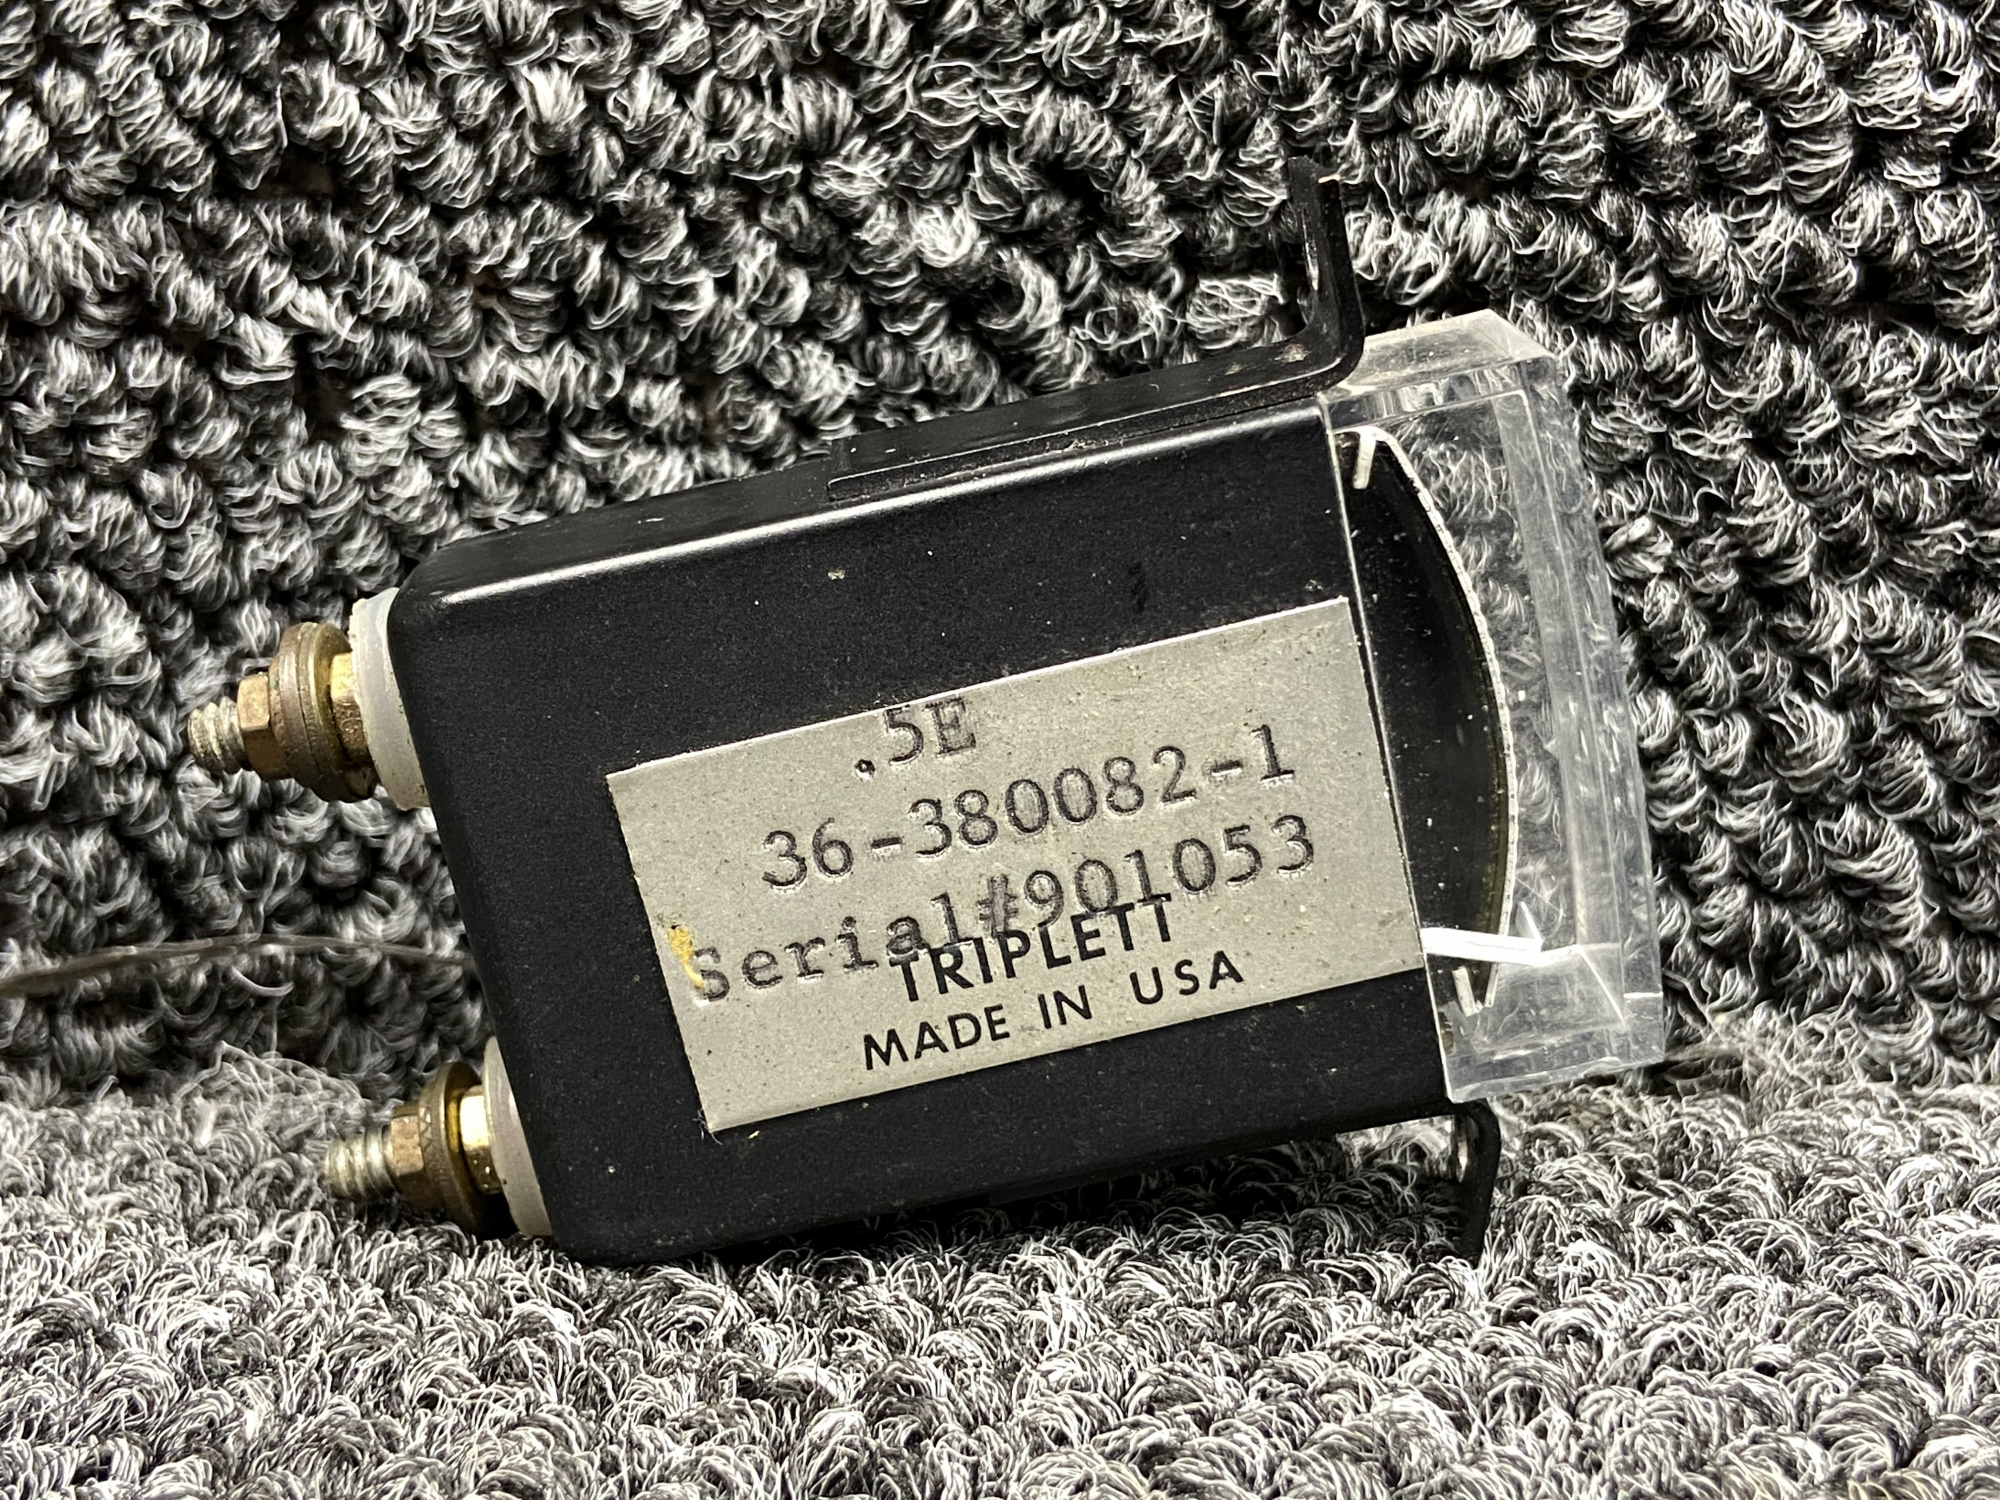 .5E
36-380082-1
Serial#901053
TRIPLETT
MADE IN USA